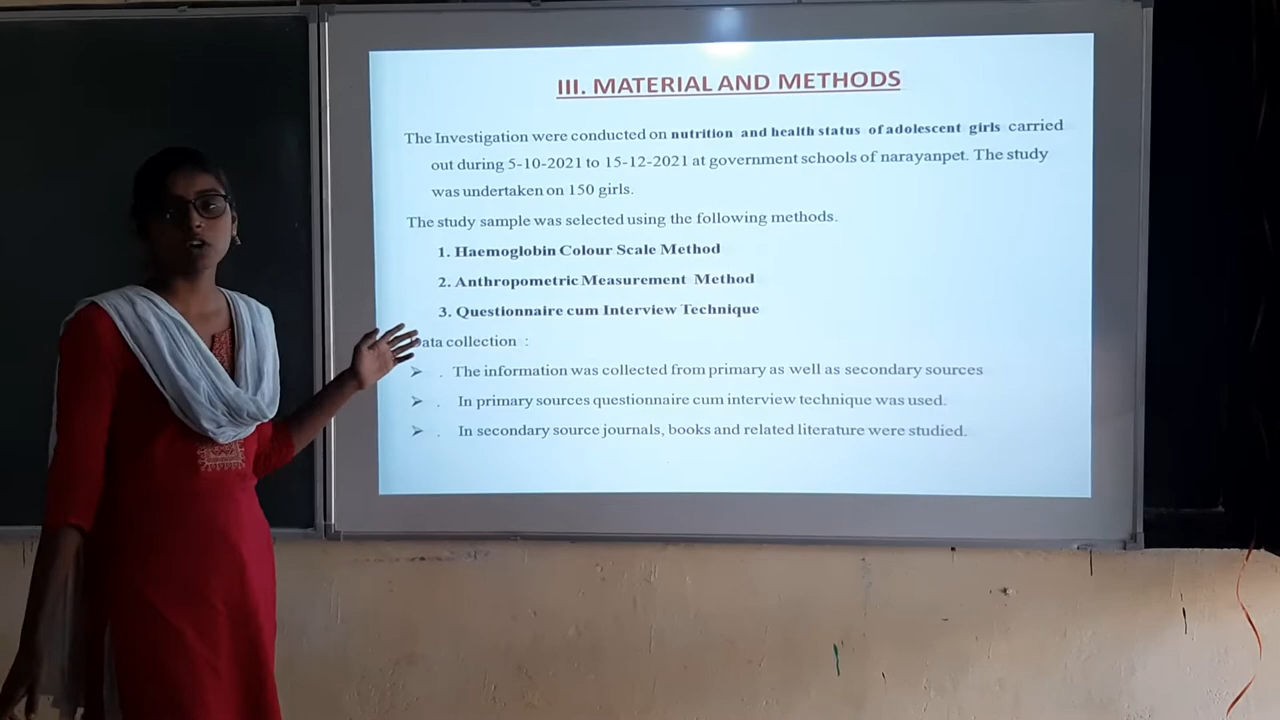 III. MATERIAL AND METHODS
The Investigation were conducted on nutrition and health status of adolescent girls carried
out during 5-10-2021 to 15-12-2021 at government schools of narayanpet. The study
was undertaken on 150 girls.
The study sample was selected using the following methods.
1. Haemoglobin Colour Scale Method
2. Anthropometric Measurement Method
3. Questionnaire cum Interview Technique
ata collection :
➢ . The information was collected from primary as well as secondary sources
➢ . In primary sources questionnaire cum interview technique was used.
➢ . In secondary source journals, books and related literature were studied.